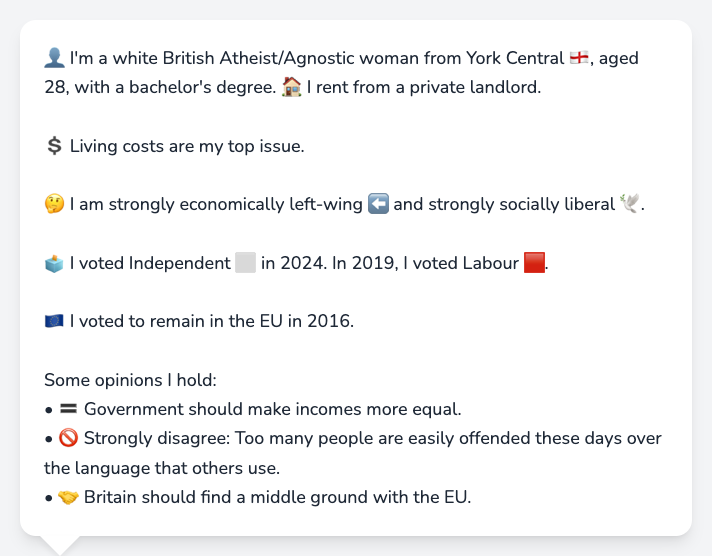 👤 I'm a white British Atheist/Agnostic woman from York Central 🏴󠁧󠁢󠁥󠁮󠁧󠁿, aged
28, with a bachelor's degree. 🏠 I rent from a private landlord.
💲 Living costs are my top issue.
🤔 I am strongly economically left-wing ⬅️ and strongly socially liberal 🕊️.
🗳️ I voted Independent ⬜ in 2024. In 2019, I voted Labour 🟥.
🇪🇺 I voted to remain in the EU in 2016.
Some opinions I hold:
• 🟰 Government should make incomes more equal.
• 🚫 Strongly disagree: Too many people are easily offended these days over
the language that others use.
• 🤝 Britain should find a middle ground with the EU.